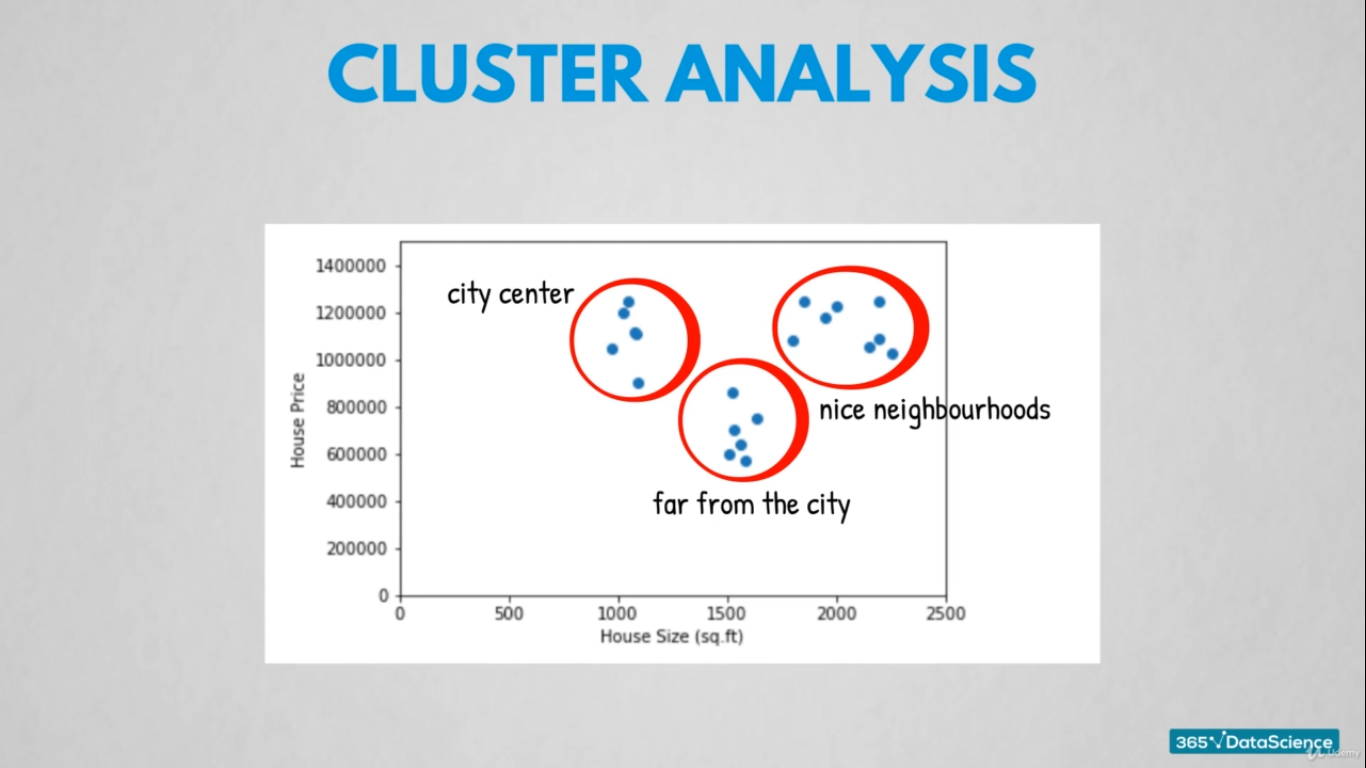 CLUSTER ANALYSIS
1400000
city center
1200000
1000000
800000
nice neighbourhoods
House Price
600000
400000
far from the city
200000
0
0 500 1000 1500 2000 2500
House Size (sq.ft)
365 DataScience
Udemy